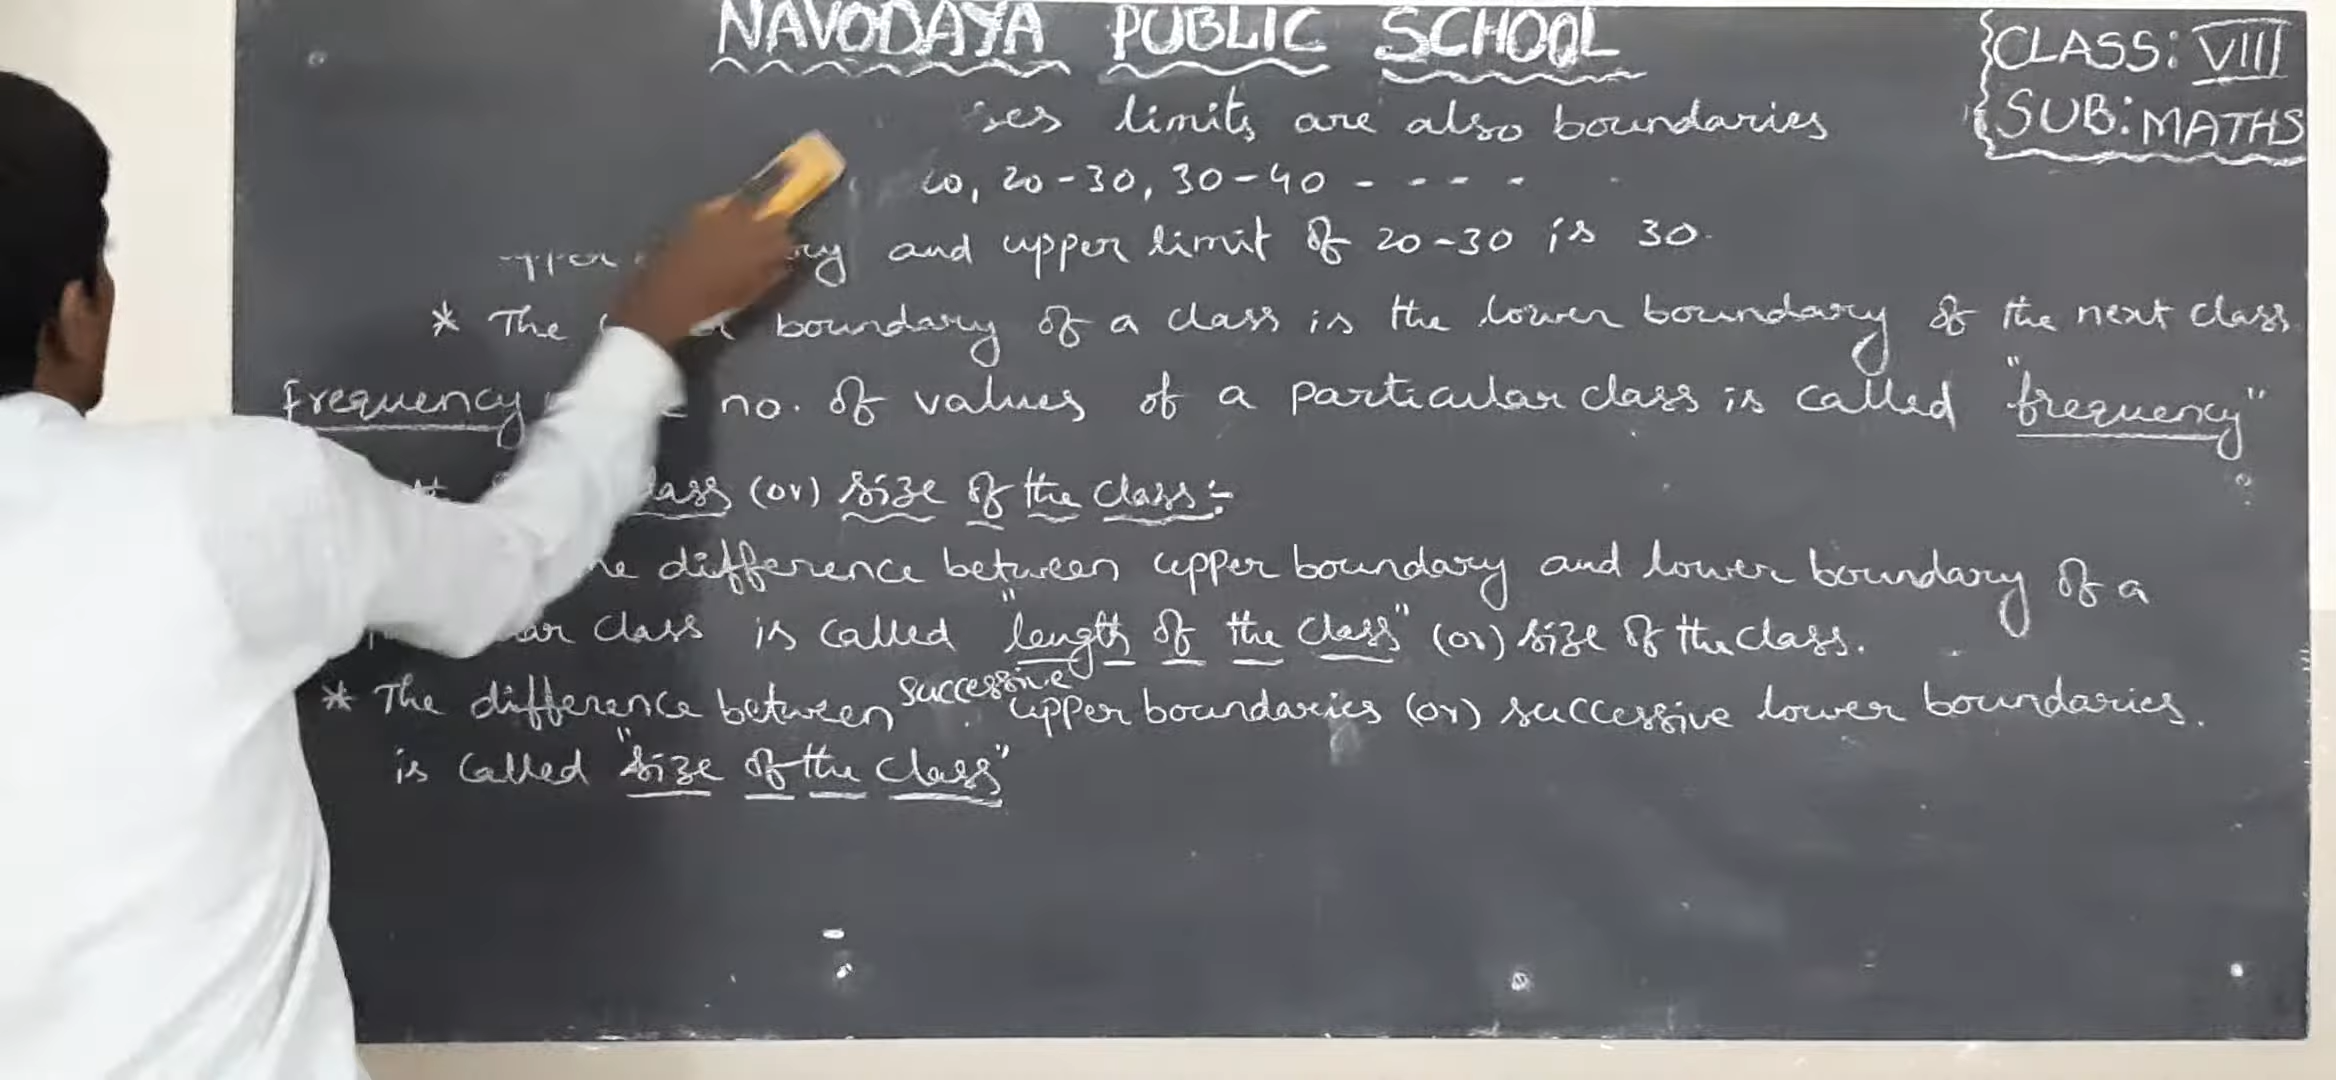 NAVODAYA PUBLIC SCHOOL
CLASS: VIII
SUB: MATHS
limits are also boundaries
20-30, 30-40 - - - -
and upper limit of 20-30 is 30.
* The boundary of a class is the lower boundary of the next class
Frequency no. of values of a particular class is called "frequency"
(or) size of the class:-
difference between upper boundary and lower boundary of a
class is called "length of the class" (or) size of the class.
* The difference between successive upper boundaries (or) successive lower boundaries.
is called "size of the class"